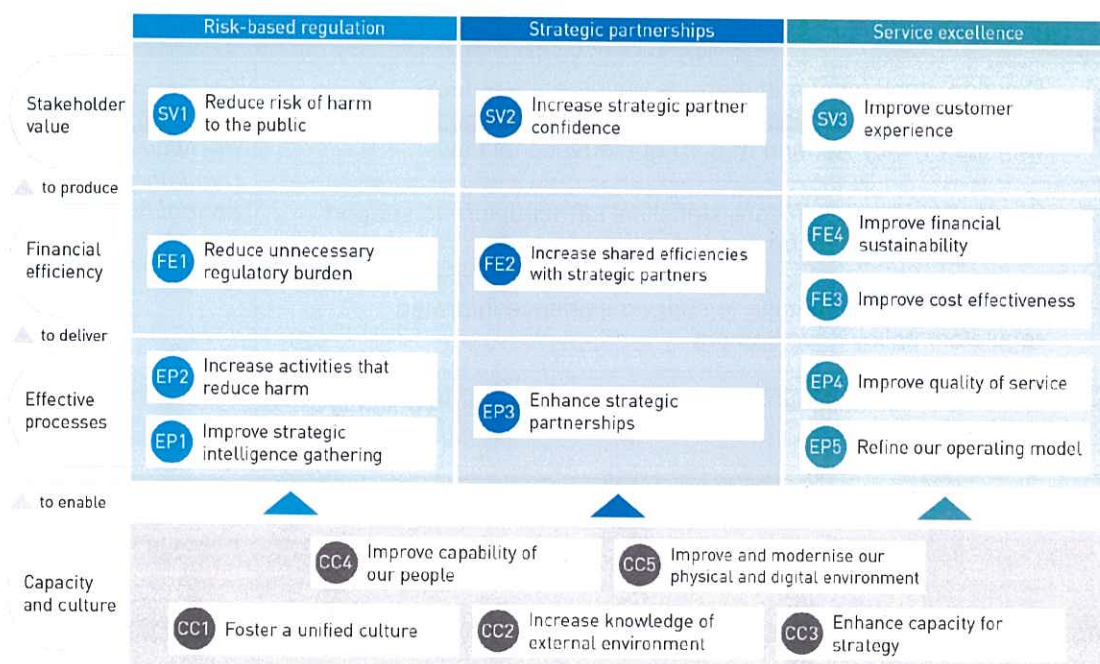 Risk-based regulation
Strategic partnerships
Service excellence
Stakeholder
value
SV1
Reduce risk of harm
to the public
SV2
Increase strategic partner
confidence
SV3
Improve customer
experience
to produce
Financial
efficiency
FE1
Reduce unnecessary
regulatory burden
FE2
Increase shared efficiencies
with strategic partners
FE4
Improve financial
sustainability
FE3
Improve cost effectiveness
to deliver
Effective
processes
EP2
Increase activities that
reduce harm
EP1
Improve strategic
intelligence gathering
EP3
Enhance strategic
partnerships
EP4
Improve quality of service
EP5
Refine our operating model
to enable
Capacity
and culture
CC4
Improve capability of
our people
CC5
Improve and modernise our
physical and digital environment
CC1
Foster a unified culture
CC2
Increase knowledge of
external environment
CC3
Enhance capacity for
strategy